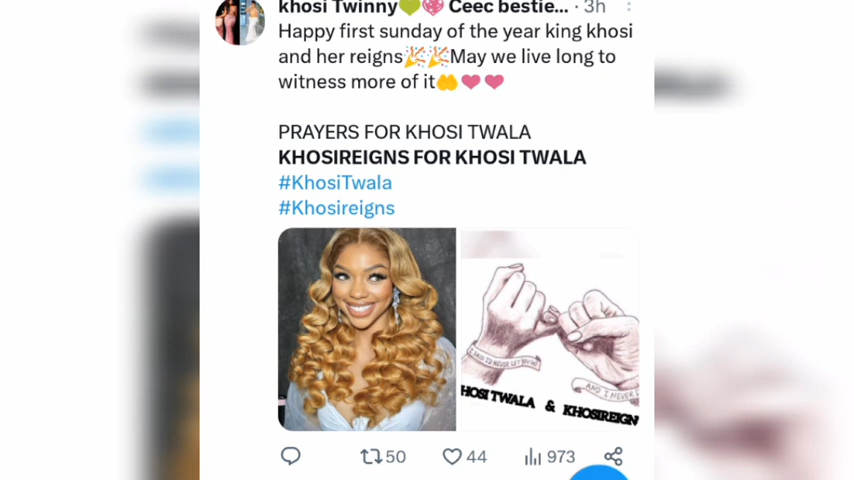 khosi Twinny💚💖 Ceec bestie... · 3h
Happy first sunday of the year king khosi
and her reigns🎉🎉May we live long to
witness more of it🤲❤❤
PRAYERS FOR KHOSI TWALA
KHOSIREIGNS FOR KHOSI TWALA
#KhosiTwala
#Khosireigns
AND I NEVER
HOSI TWALA & KHOSIREIGN
50 44 973